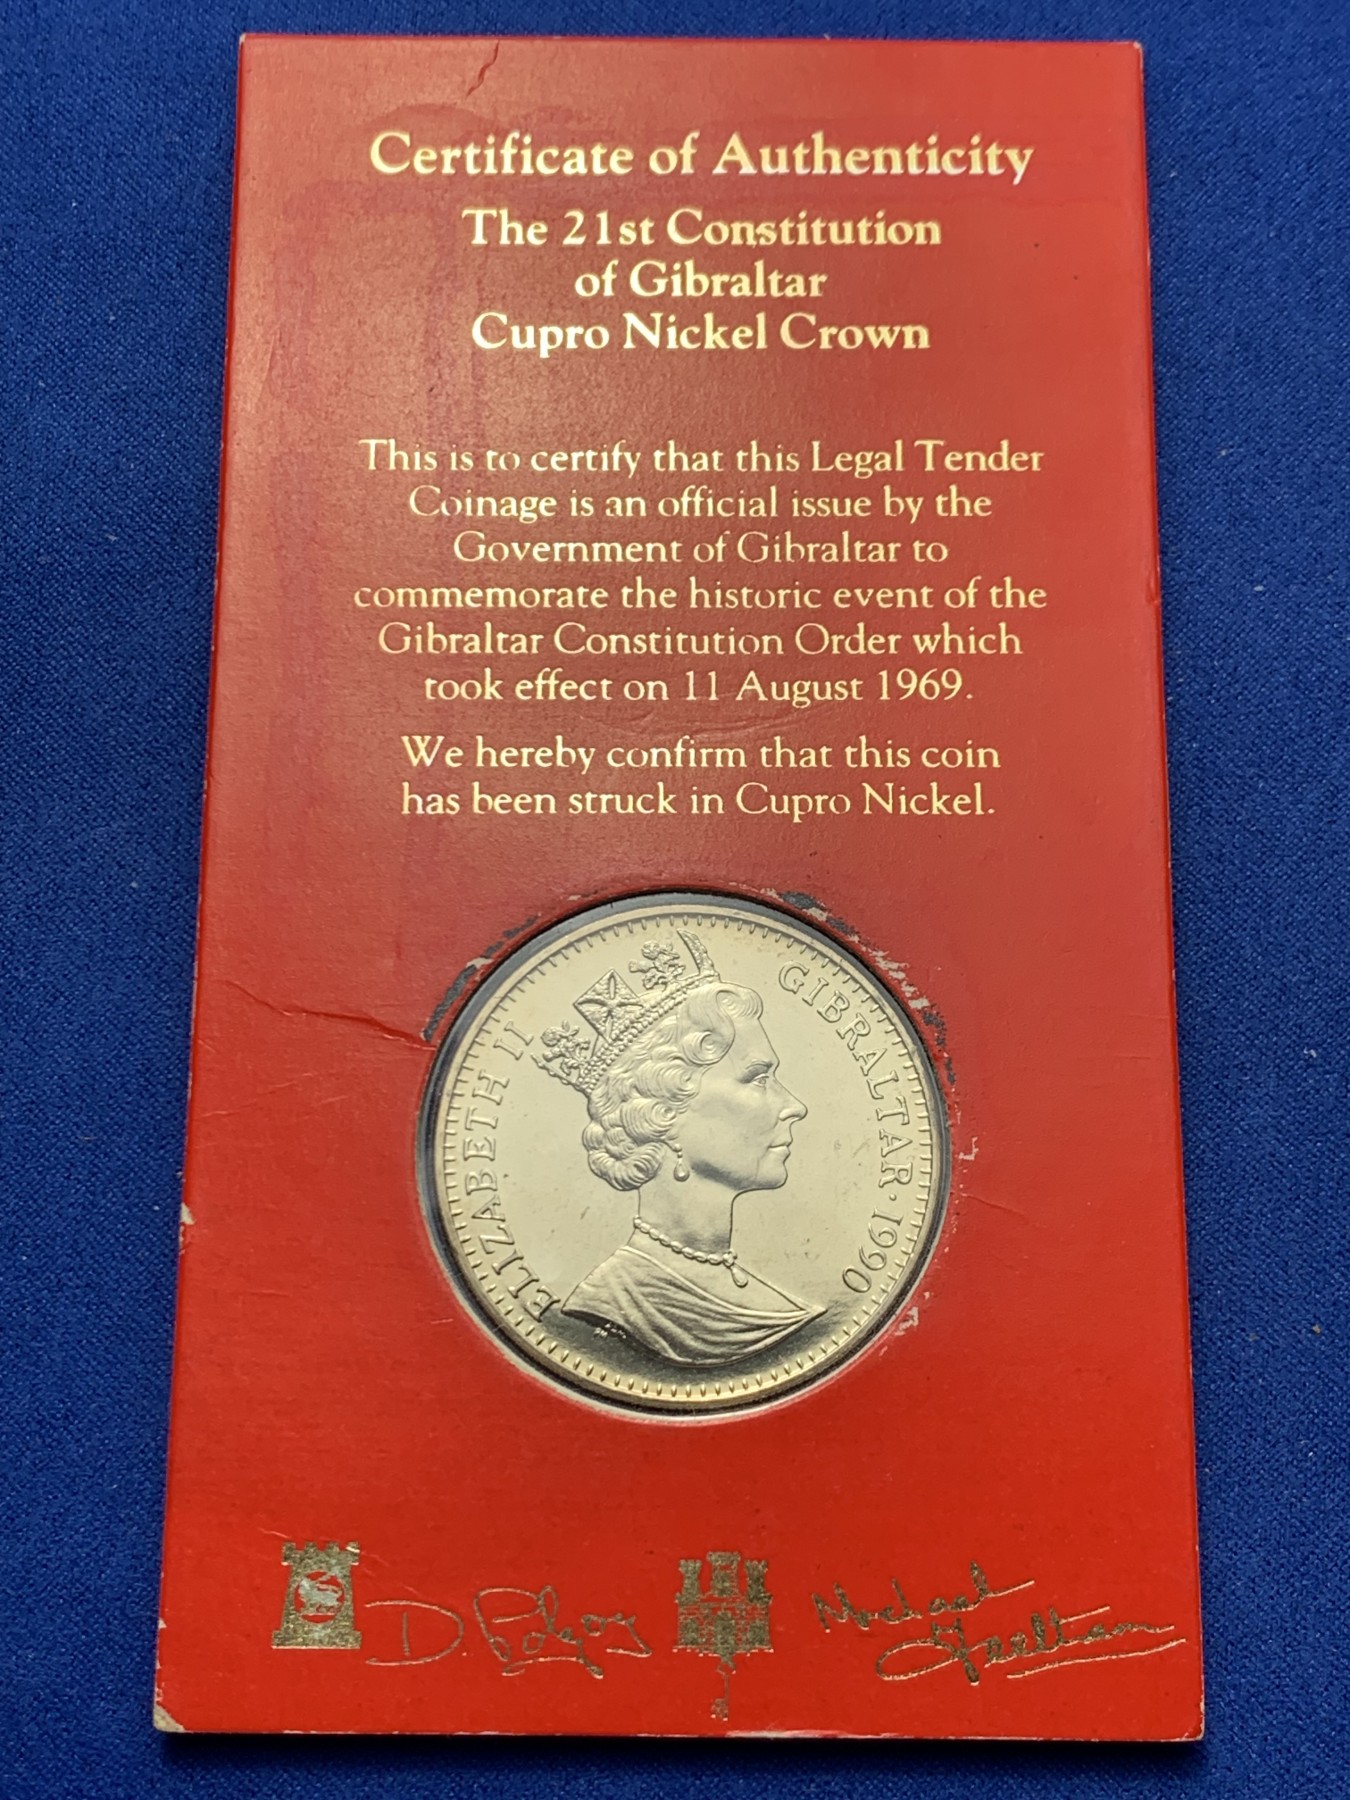 Certificate of Authenticity
The 21st Constitution
of Gibraltar
Cupro Nickel Crown
This is to certify that this Legal Tender
Coinage is an official issue by the
Government of Gibraltar to
commemorate the historic event of the
Gibraltar Constitution Order which
took effect on 11 August 1969.
We hereby confirm that this coin
has been struck in Cupro Nickel.
ELIZABETH II
GIBRALTAR · 1990
Michael